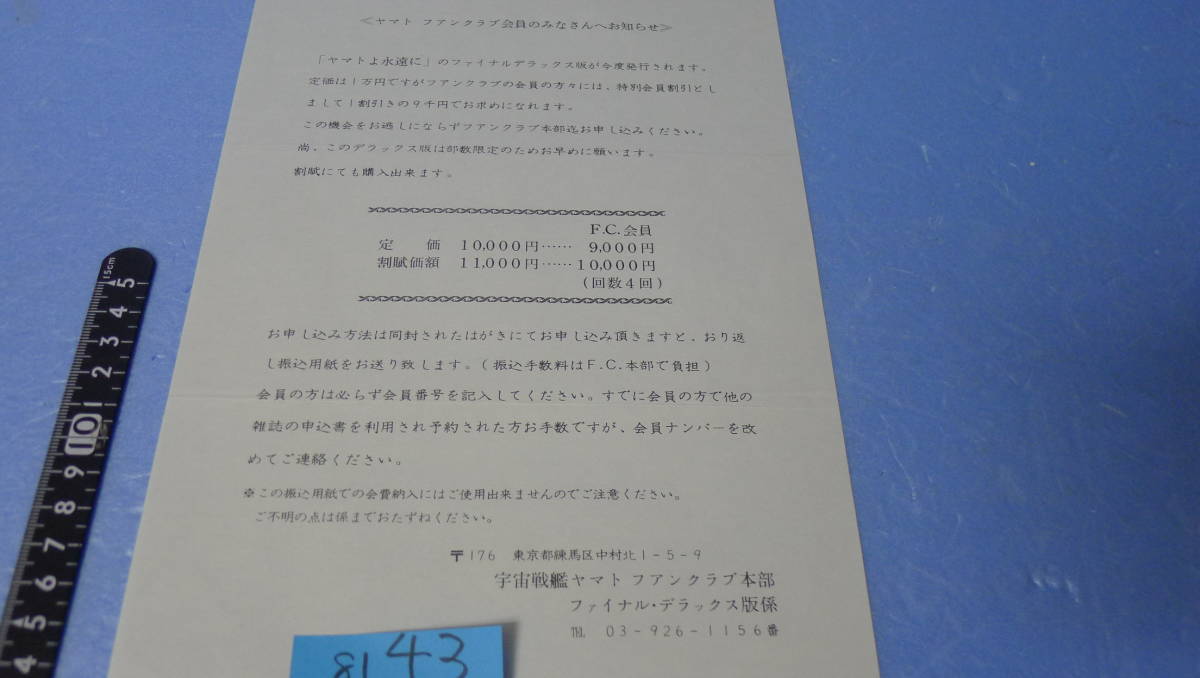 ≪ヤマト フアンクラブ会員のみなさんへお知らせ≫
「ヤマトよ永遠に」のファイナルデラックス版が今度発行されます。
定価は1万円ですがフアンクラブの会員の方々には、特別会員割引とし
まして1割引きの9千円でお求めになれます。
この機会をお逃しにならずフアンクラブ本部迄お申し込みください。
尚、このデラックス版は部数限定のためお早めに願います。
割賦にても購入出来ます。
F.C.会員
定　価　10,000円……　9,000円
割賦価額　11,000円……10,000円
(回数4回)
お申し込み方法は同封されたはがきにてお申し込み頂きますと、おり返
し振込用紙をお送り致します。(振込手数料はF.C.本部で負担)
会員の方は必らず会員番号を記入してください。すでに会員の方で他の
雑誌の申込書を利用され予約された方お手数ですが、会員ナンバーを改
めてご連絡ください。
※この振込用紙での会費納入にはご使用出来ませんのでご注意ください。
ご不明の点は係までおたずねください。
〒176　東京都練馬区中村北1-5-9
宇宙戦艦ヤマト フアンクラブ本部
ファイナル・デラックス版係
TEL　03-926-1156番
81 43
15cm
5
4
3
2
1
10
9
8
7
6
5
4